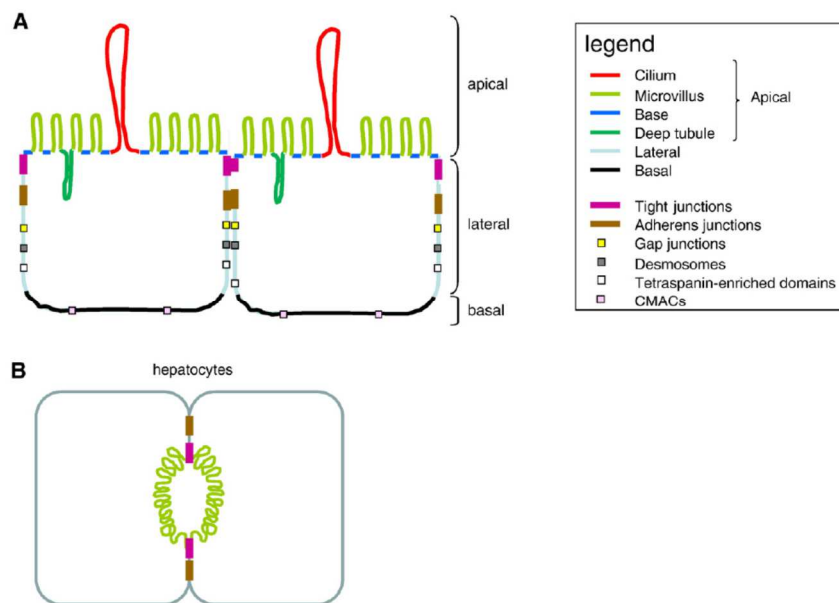 A
apical
lateral
basal
legend
Cilium
Microvillus
Base
Deep tubule
Apical
Lateral
Basal
Tight junctions
Adherens junctions
Gap junctions
Desmosomes
Tetraspanin-enriched domains
CMACs
B
hepatocytes